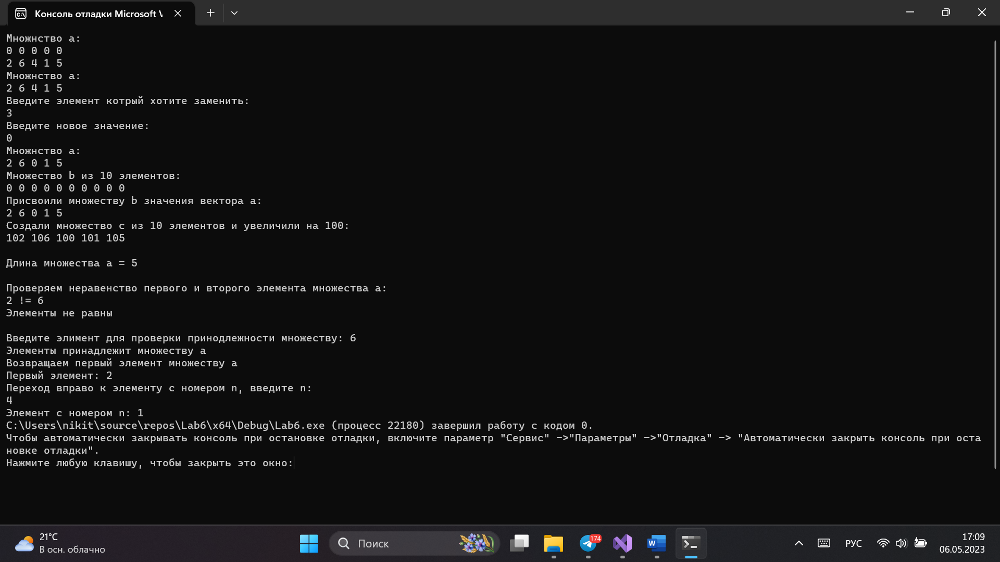 Консоль отладки Microsoft V
Множнство a:
0 0 0 0 0
2 6 4 1 5
Множнство a:
2 6 4 1 5
Введите элемент котрый хотите заменить:
3
Введите новое значение:
0
Множнство a:
2 6 0 1 5
Множество b из 10 элементов:
0 0 0 0 0 0 0 0 0 0
Присвоили множеству b значения вектора a:
2 6 0 1 5
Создали множество c из 10 элементов и увеличили на 100:
102 106 100 101 105
Длина множества a = 5
Проверяем неравенство первого и второго элемента множества a:
2 != 6
Элементы не равны
Введите элимент для проверки принодлежности множеству: 6
Элементы принадлежит множеству a
Возвращаем первый элемент множеству a
Первый элемент: 2
Переход вправо к элементу с номером n, введите n:
4
Элемент с номером n: 1
C:\Users\nikit\source\repos\Lab6\x64\Debug\Lab6.exe (процесс 22180) завершил работу с кодом 0.
Чтобы автоматически закрывать консоль при остановке отладки, включите параметр "Сервис" ->"Параметры" ->"Отладка" -> "Автоматически закрыть консоль при оста
новке отладки".
Нажмите любую клавишу, чтобы закрыть это окно:
21°C
В осн. облачно
Поиск
174
W
РУС
17:09
06.05.2023